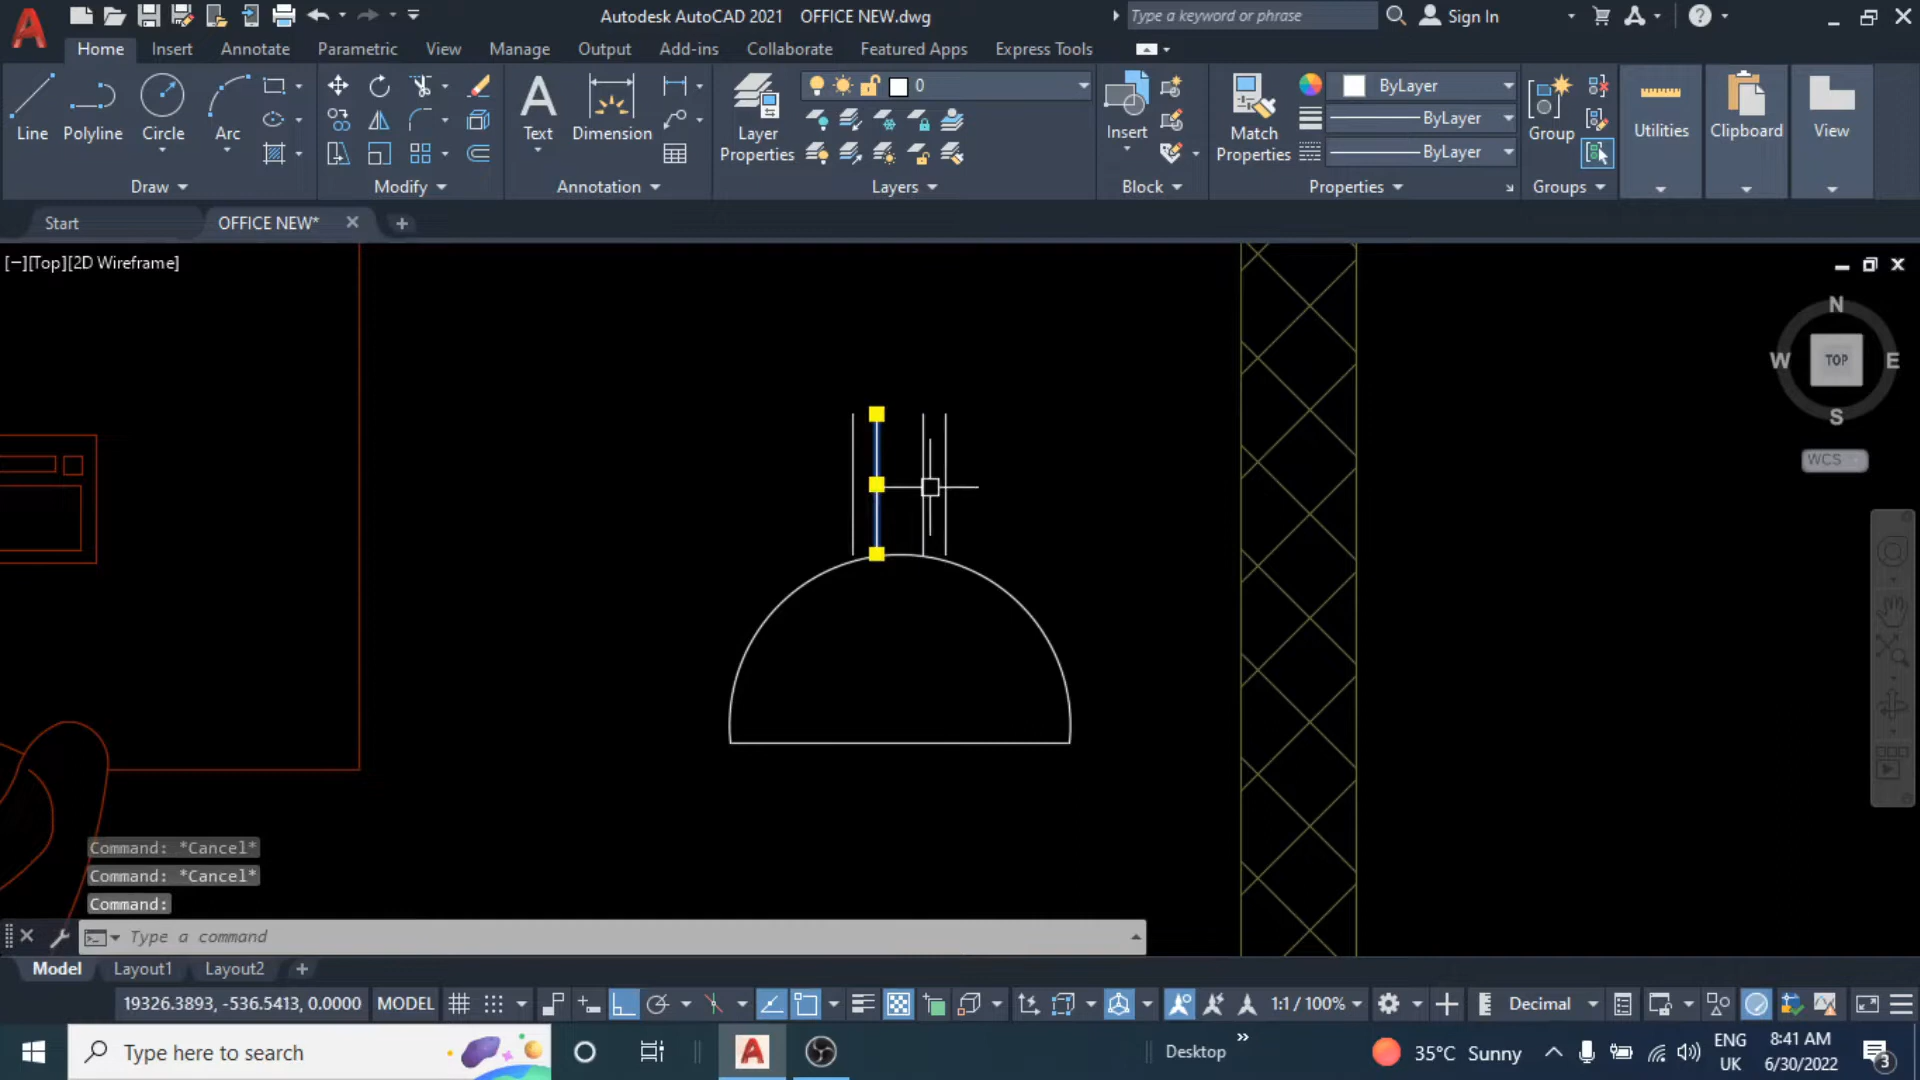 Autodesk AutoCAD 2021 OFFICE NEW.dwg
Type a keyword or phrase
Sign In
Home Insert Annotate Parametric View Manage Output Add-ins Collaborate Featured Apps Express Tools
Line Polyline Circle Arc
Text Dimension
Layer Properties
0
Insert
Match Properties
ByLayer
ByLayer
ByLayer
Group
Utilities
Clipboard
View
Draw Modify Annotation Layers Block Properties Groups
Start OFFICE NEW*
[−][Top][2D Wireframe]
N
W TOP E
S
WCS
Command: *Cancel*
Command: *Cancel*
Command:
Type a command
Model Layout1 Layout2
19326.3893, -536.5413, 0.0000 MODEL 1:1 / 100% Decimal
Type here to search
Desktop
35°C Sunny
ENG
UK
8:41 AM
6/30/2022
3